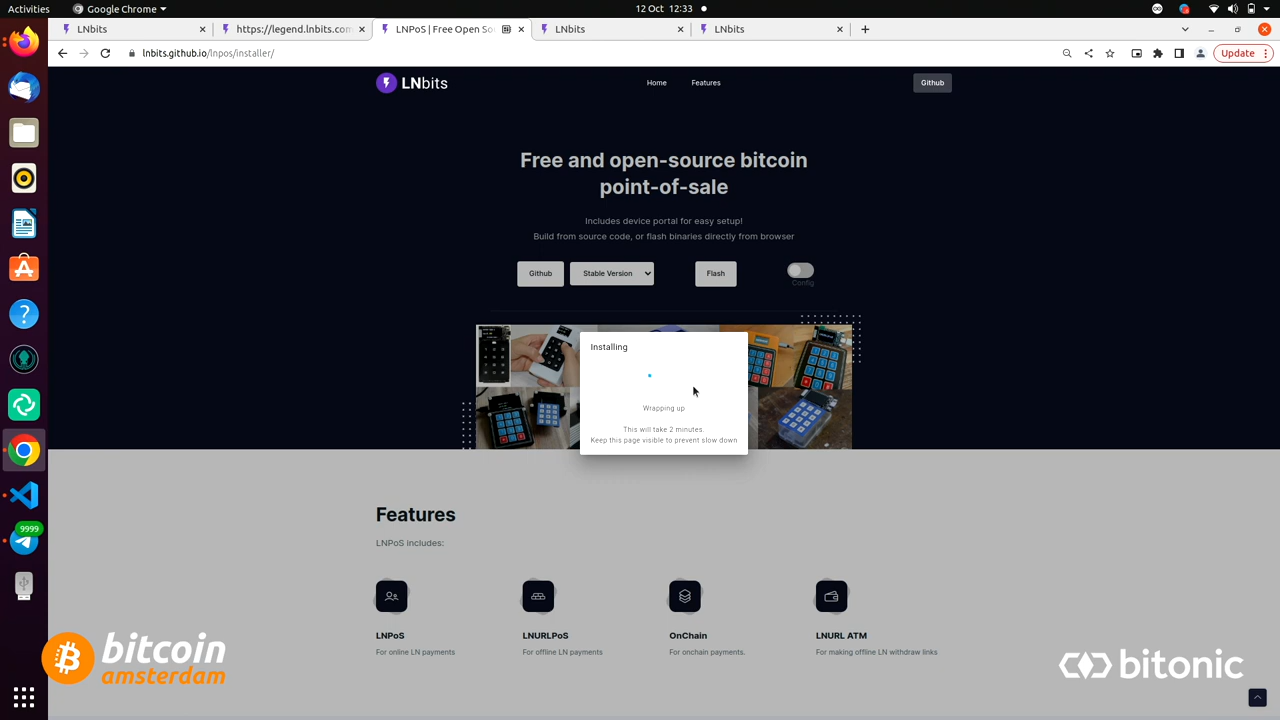 Activities
Google Chrome
12 Oct 12:33
LNbits
https://legend.lnbits.com
LNPoS | Free Open So
LNbits
LNbits
lnbits.github.io/lnpos/installer/
Update
LNbits
Home
Features
Github
Free and open-source bitcoin
point-of-sale
Includes device portal for easy setup!
Build from source code, or flash binaries directly from browser
Github
Stable Version
Flash
Config
Installing
Wrapping up
This will take 2 minutes.
Keep this page visible to prevent slow down
Features
LNPoS includes:
LNPoS
LNURLPoS
OnChain
LNURL ATM
For online LN payments
For offline LN payments
For onchain payments.
For making offline LN withdraw links
9999
bitcoin
amsterdam
bitonic